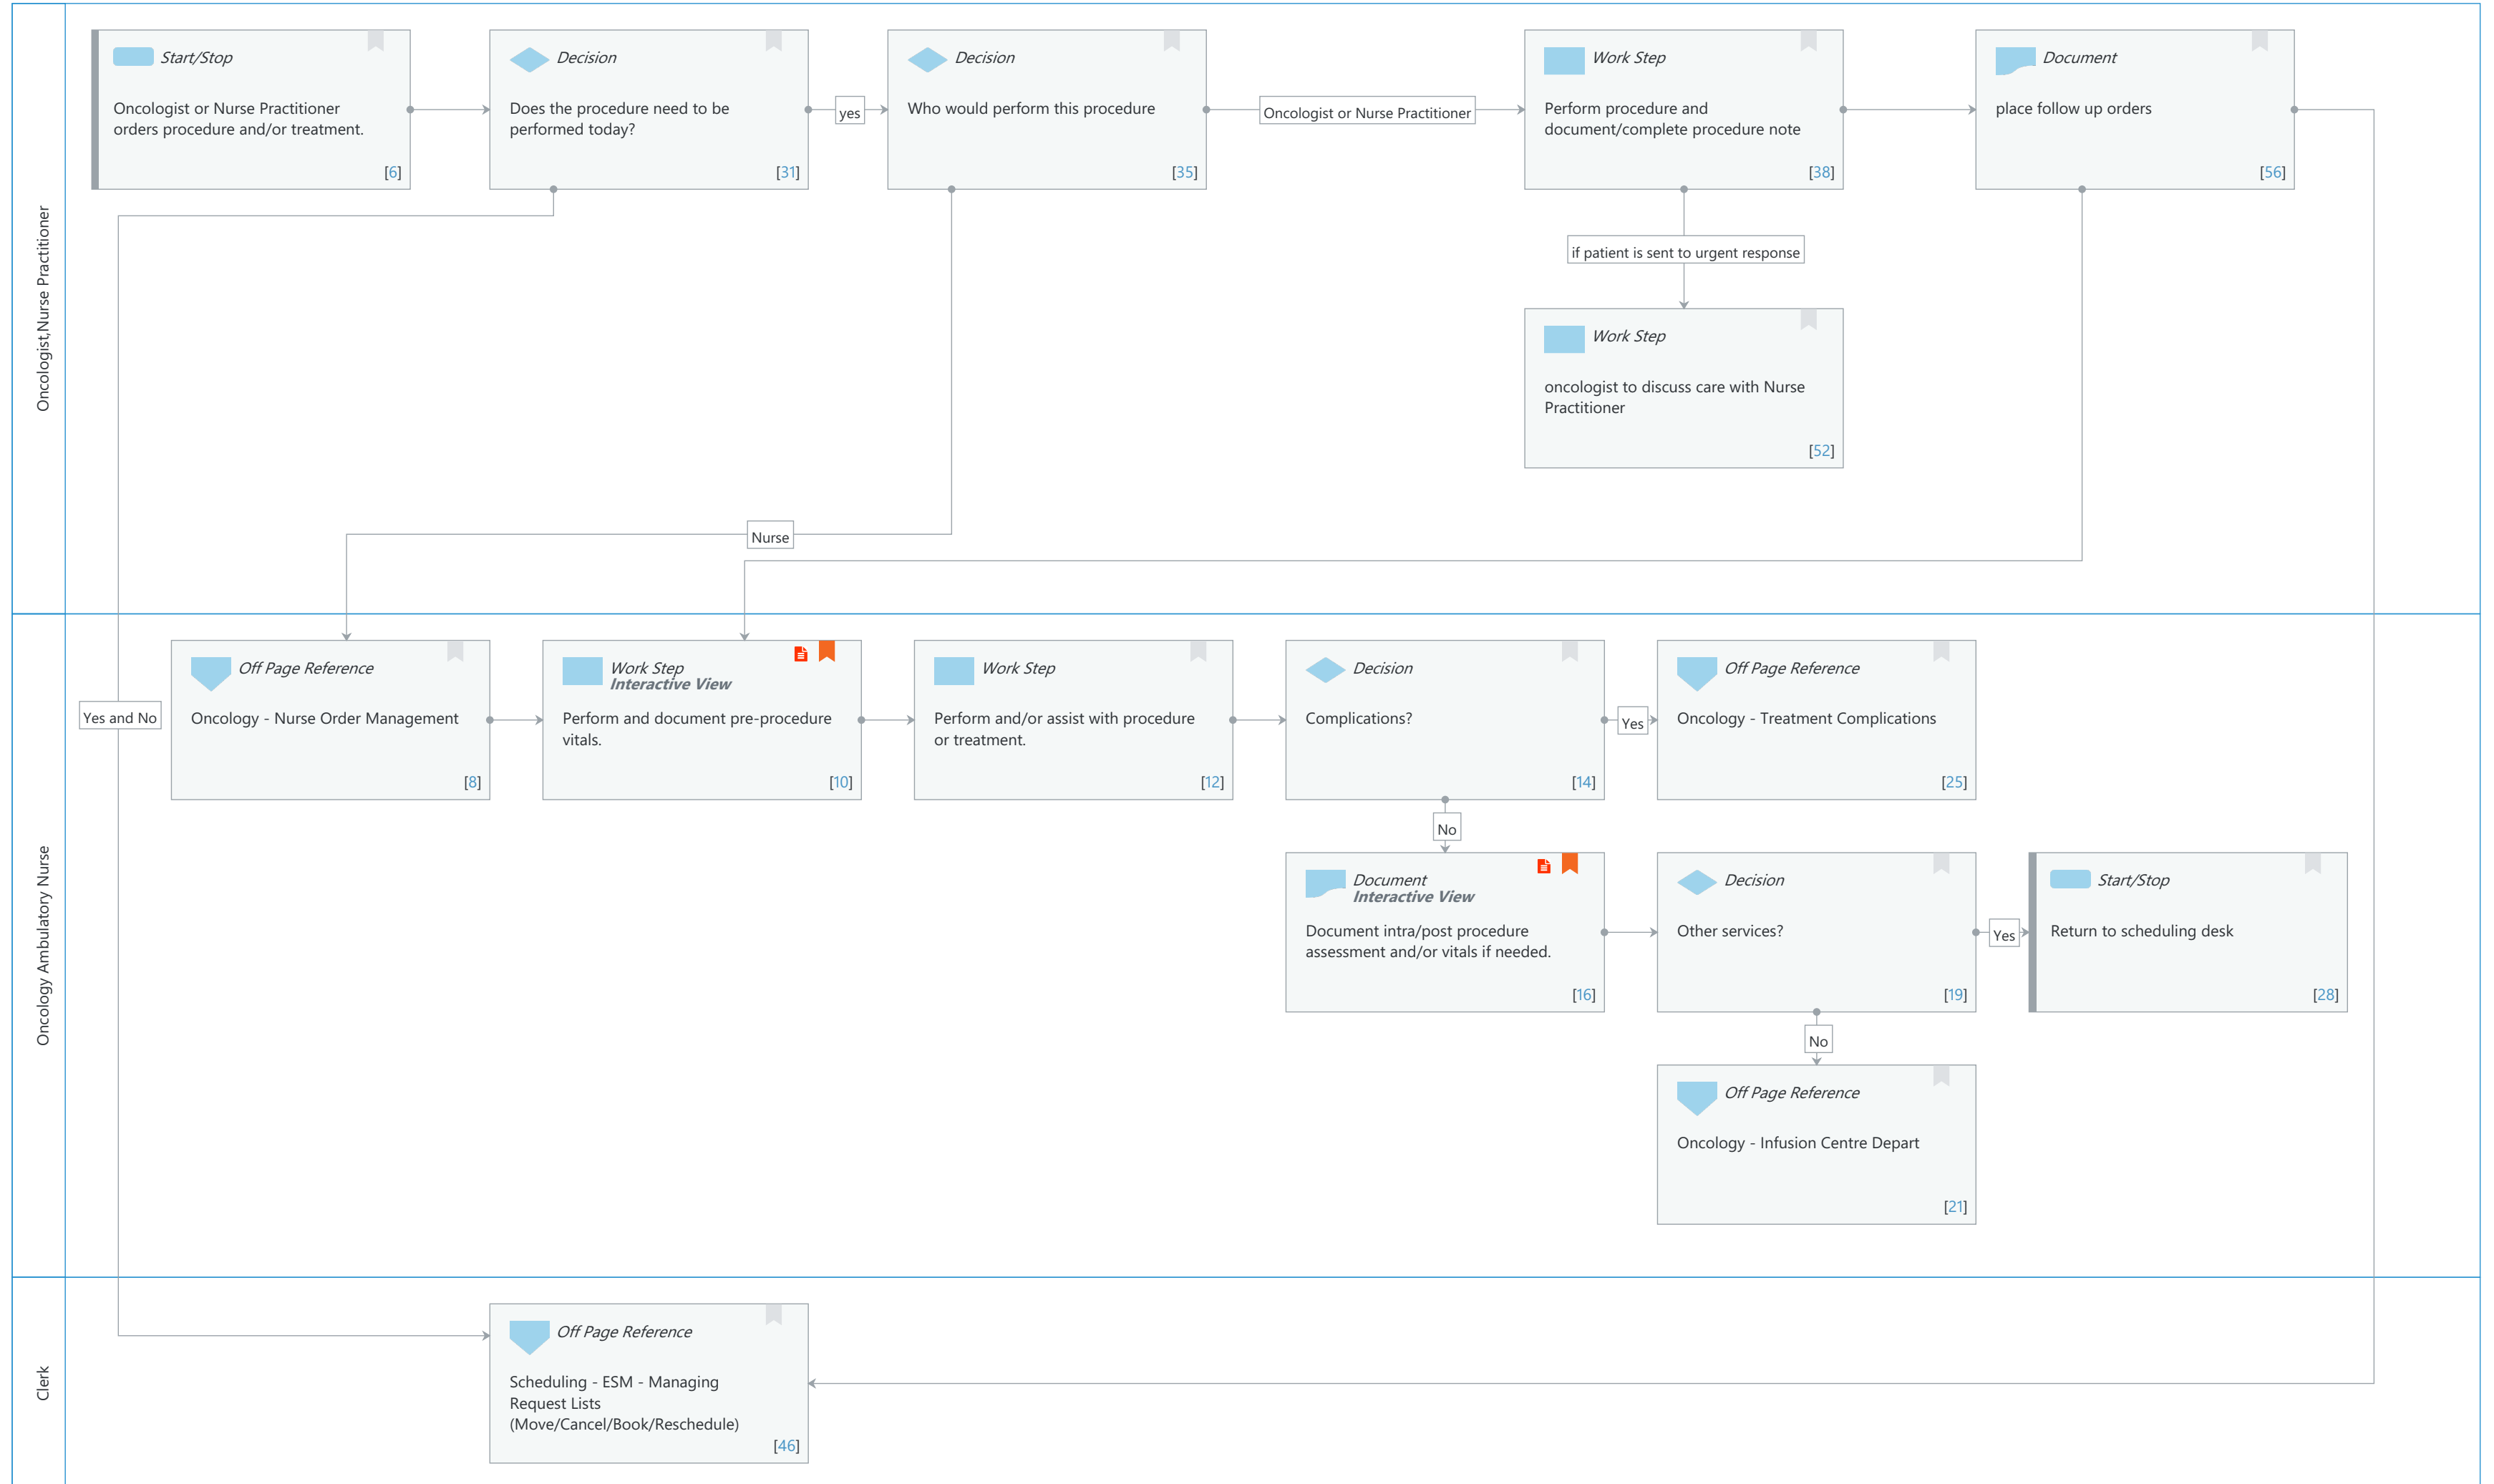 Oncologist,Nurse Practitioner
Start/Stop
Oncologist or Nurse Practitioner
orders procedure and/or treatment.
[6]
Decision
Does the procedure need to be
performed today?
[31]
yes
Decision
Who would perform this procedure
[35]
Oncologist or Nurse Practitioner
Work Step
Perform procedure and
document/complete procedure note
[38]
Document
place follow up orders
[56]
if patient is sent to urgent response
Work Step
oncologist to discuss care with Nurse
Practitioner
[52]
Nurse
Oncology Ambulatory Nurse
Yes and No
Off Page Reference
Oncology - Nurse Order Management
[8]
Work Step
Interactive View
Perform and document pre-procedure
vitals.
[10]
Work Step
Perform and/or assist with procedure
or treatment.
[12]
Decision
Complications?
[14]
Yes
Off Page Reference
Oncology - Treatment Complications
[25]
No
Document
Interactive View
Document intra/post procedure
assessment and/or vitals if needed.
[16]
Decision
Other services?
[19]
Yes
Start/Stop
Return to scheduling desk
[28]
No
Off Page Reference
Oncology - Infusion Centre Depart
[21]
Clerk
Off Page Reference
Scheduling - ESM - Managing
Request Lists
(Move/Cancel/Book/Reschedule)
[46]